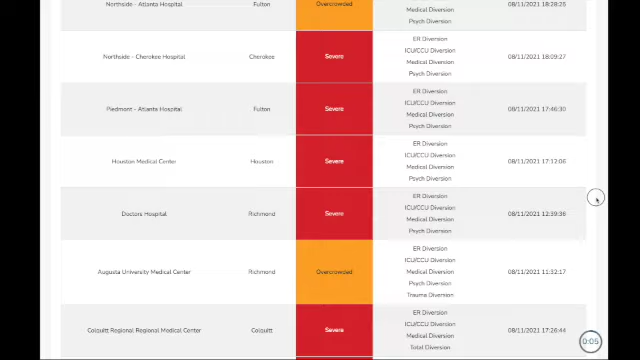 Northside - Atlanta Hospital Fulton Overcrowded 08/11/2021 18:28:26
Medical Diversion
Psych Diversion
ER Diversion
ICU/CCU Diversion
Northside - Cherokee Hospital Cherokee Severe 08/11/2021 18:09:27
Medical Diversion
Psych Diversion
ER Diversion
ICU/CCU Diversion
Piedmont - Atlanta Hospital Fulton Severe 08/11/2021 17:46:30
Medical Diversion
Psych Diversion
ER Diversion
ICU/CCU Diversion
Houston Medical Center Houston Severe 08/11/2021 17:12:06
Medical Diversion
Psych Diversion
ER Diversion
ICU/CCU Diversion
Doctors Hospital Richmond Severe 08/11/2021 12:39:36
Medical Diversion
Psych Diversion
ER Diversion
ICU/CCU Diversion
Augusta University Medical Center Richmond Overcrowded Medical Diversion 08/11/2021 11:32:17
Psych Diversion
Trauma Diversion
ER Diversion
ICU/CCU Diversion
Colquitt Regional Regional Medical Center Colquitt Severe 08/11/2021 17:26:44
Medical Diversion
Total Diversion
0:05